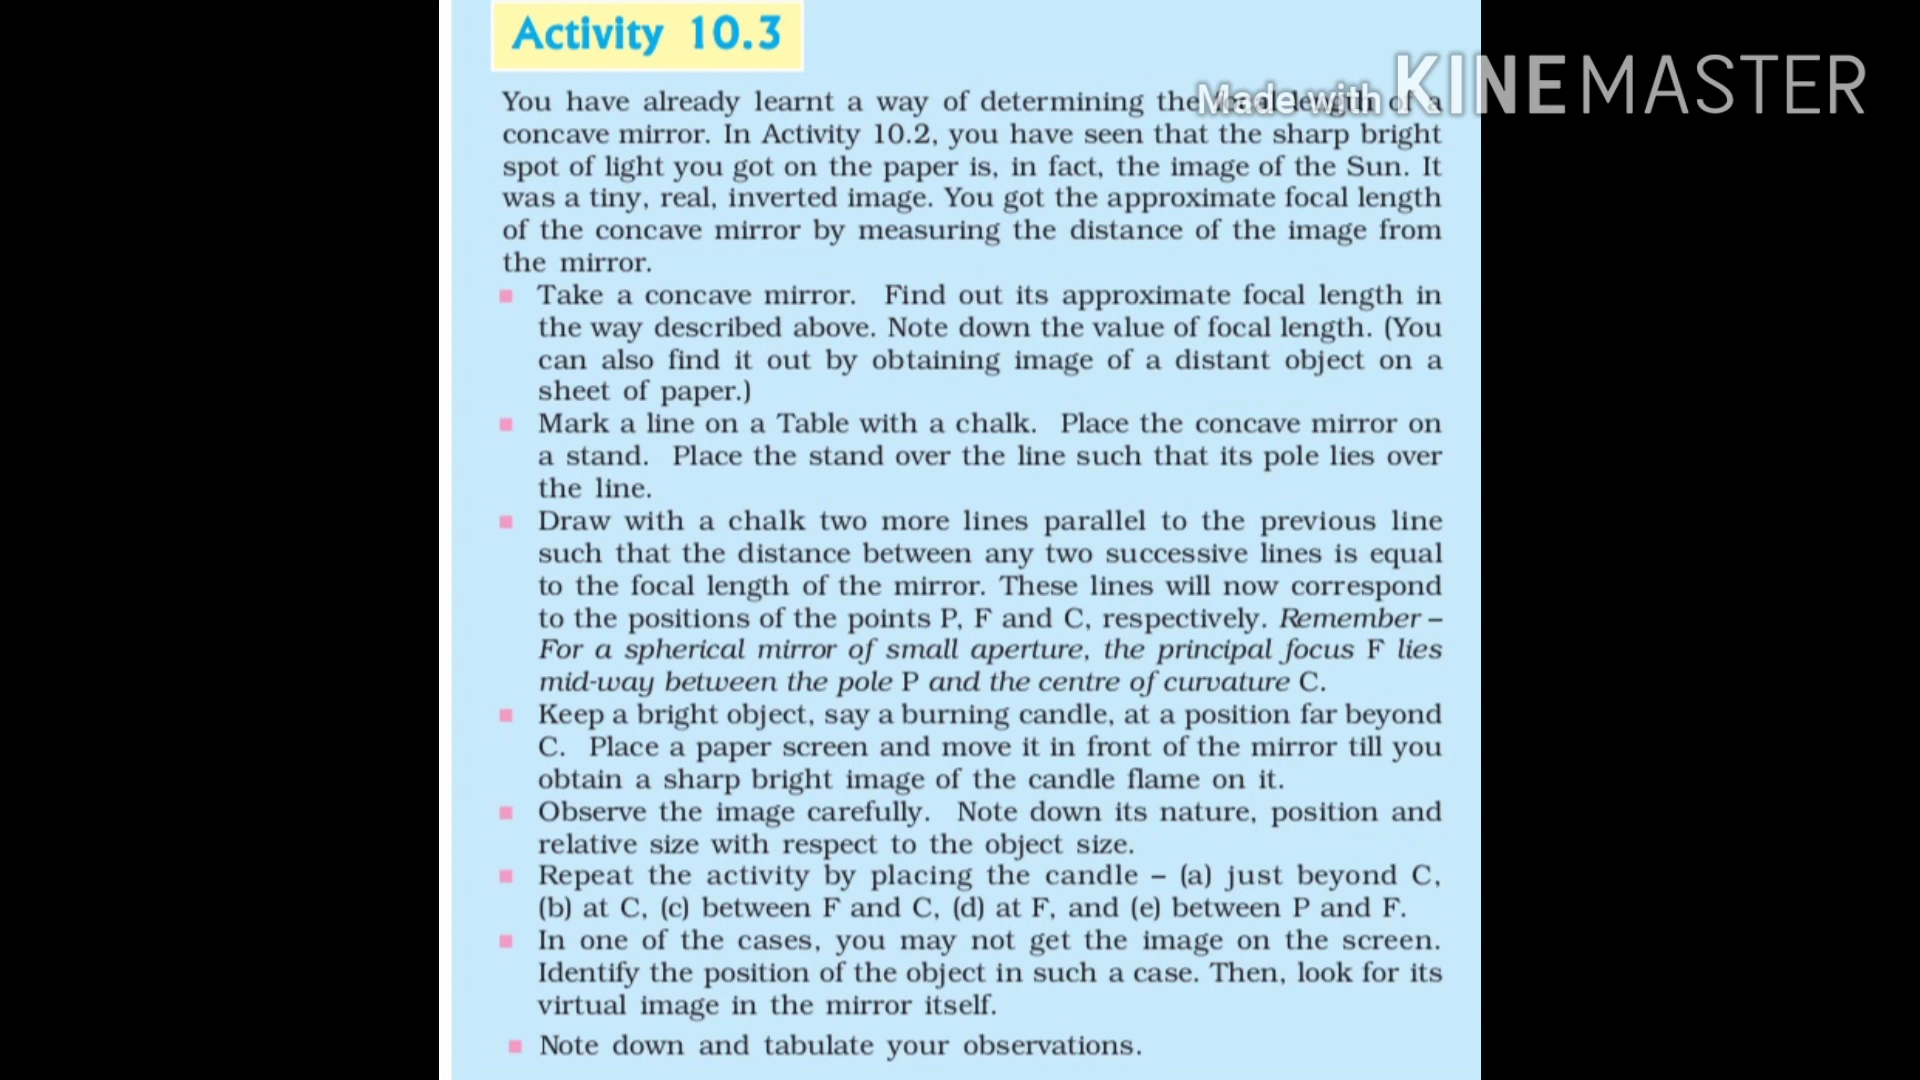 Activity 10.3
Made with KINEMASTER
You have already learnt a way of determining the length of a
concave mirror. In Activity 10.2, you have seen that the sharp bright
spot of light you got on the paper is, in fact, the image of the Sun. It
was a tiny, real, inverted image. You got the approximate focal length
of the concave mirror by measuring the distance of the image from
the mirror.
Take a concave mirror. Find out its approximate focal length in
the way described above. Note down the value of focal length. (You
can also find it out by obtaining image of a distant object on a
sheet of paper.)
Mark a line on a Table with a chalk. Place the concave mirror on
a stand. Place the stand over the line such that its pole lies over
the line.
Draw with a chalk two more lines parallel to the previous line
such that the distance between any two successive lines is equal
to the focal length of the mirror. These lines will now correspond
to the positions of the points P, F and C, respectively. Remember –
For a spherical mirror of small aperture, the principal focus F lies
mid-way between the pole P and the centre of curvature C.
Keep a bright object, say a burning candle, at a position far beyond
C. Place a paper screen and move it in front of the mirror till you
obtain a sharp bright image of the candle flame on it.
Observe the image carefully. Note down its nature, position and
relative size with respect to the object size.
Repeat the activity by placing the candle – (a) just beyond C,
(b) at C, (c) between F and C, (d) at F, and (e) between P and F.
In one of the cases, you may not get the image on the screen.
Identify the position of the object in such a case. Then, look for its
virtual image in the mirror itself.
Note down and tabulate your observations.